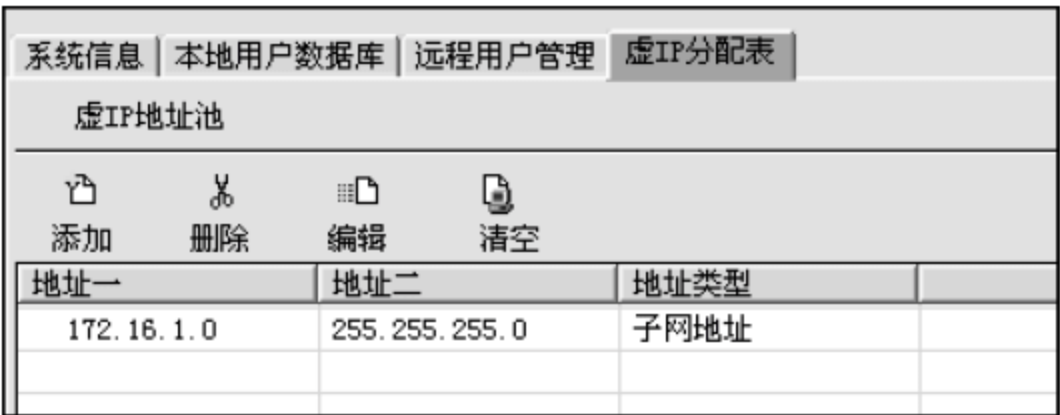 系统信息 本地用户数据库 远程用户管理 虚IP分配表
虚IP地址池
添加 删除 编辑 清空
地址一 地址二 地址类型
172.16.1.0 255.255.255.0 子网地址